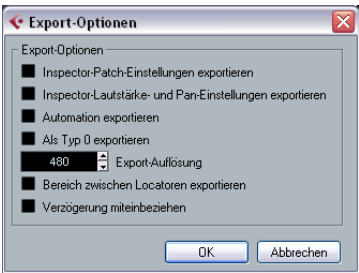 Export-Optionen
Export-Optionen
Inspector-Patch-Einstellungen exportieren
Inspector-Lautstärke- und Pan-Einstellungen exportieren
Automation exportieren
Als Typ 0 exportieren
480 Export-Auflösung
Bereich zwischen Locatoren exportieren
Verzögerung miteinbeziehen
OK Abbrechen